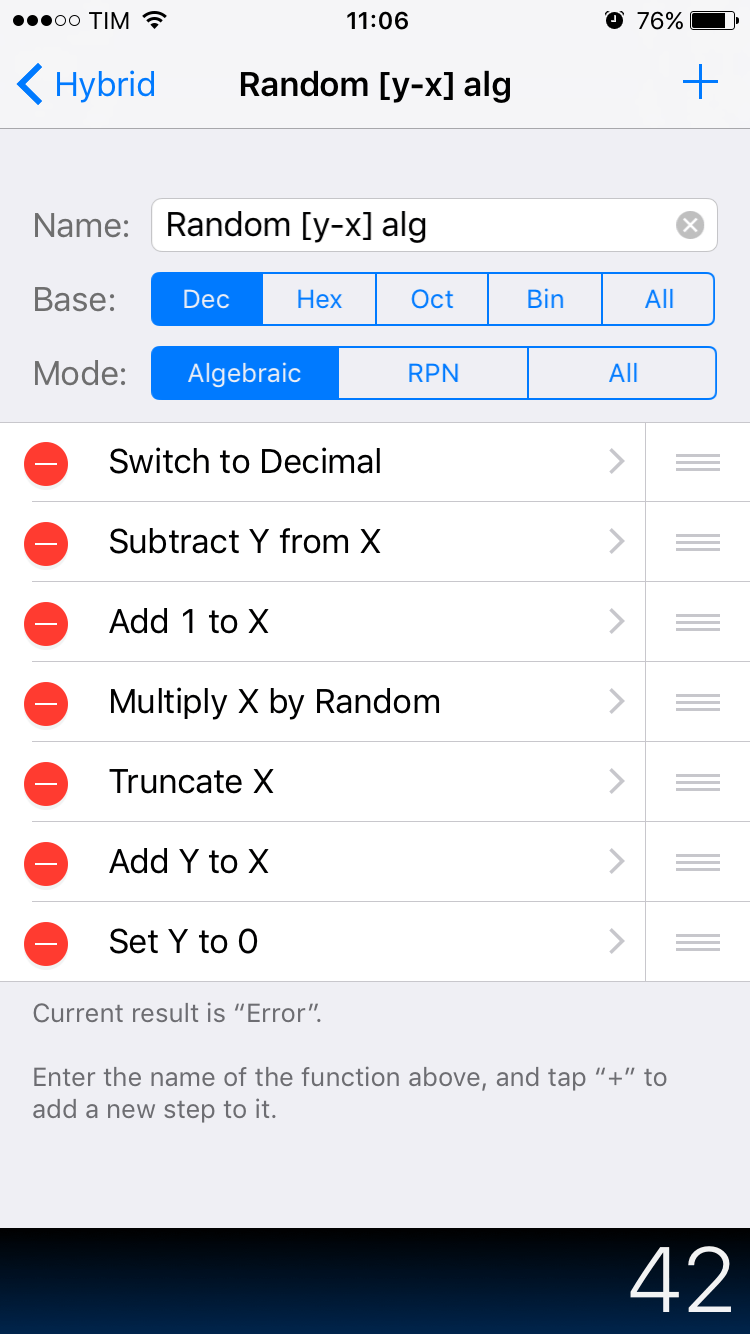 TIM 11:06 76%
Hybrid Random [y-x] alg +
Name: Random [y-x] alg
Base: Dec Hex Oct Bin All
Mode: Algebraic RPN All
Switch to Decimal
Subtract Y from X
Add 1 to X
Multiply X by Random
Truncate X
Add Y to X
Set Y to 0
Current result is “Error”.
Enter the name of the function above, and tap “+” to
add a new step to it.
42